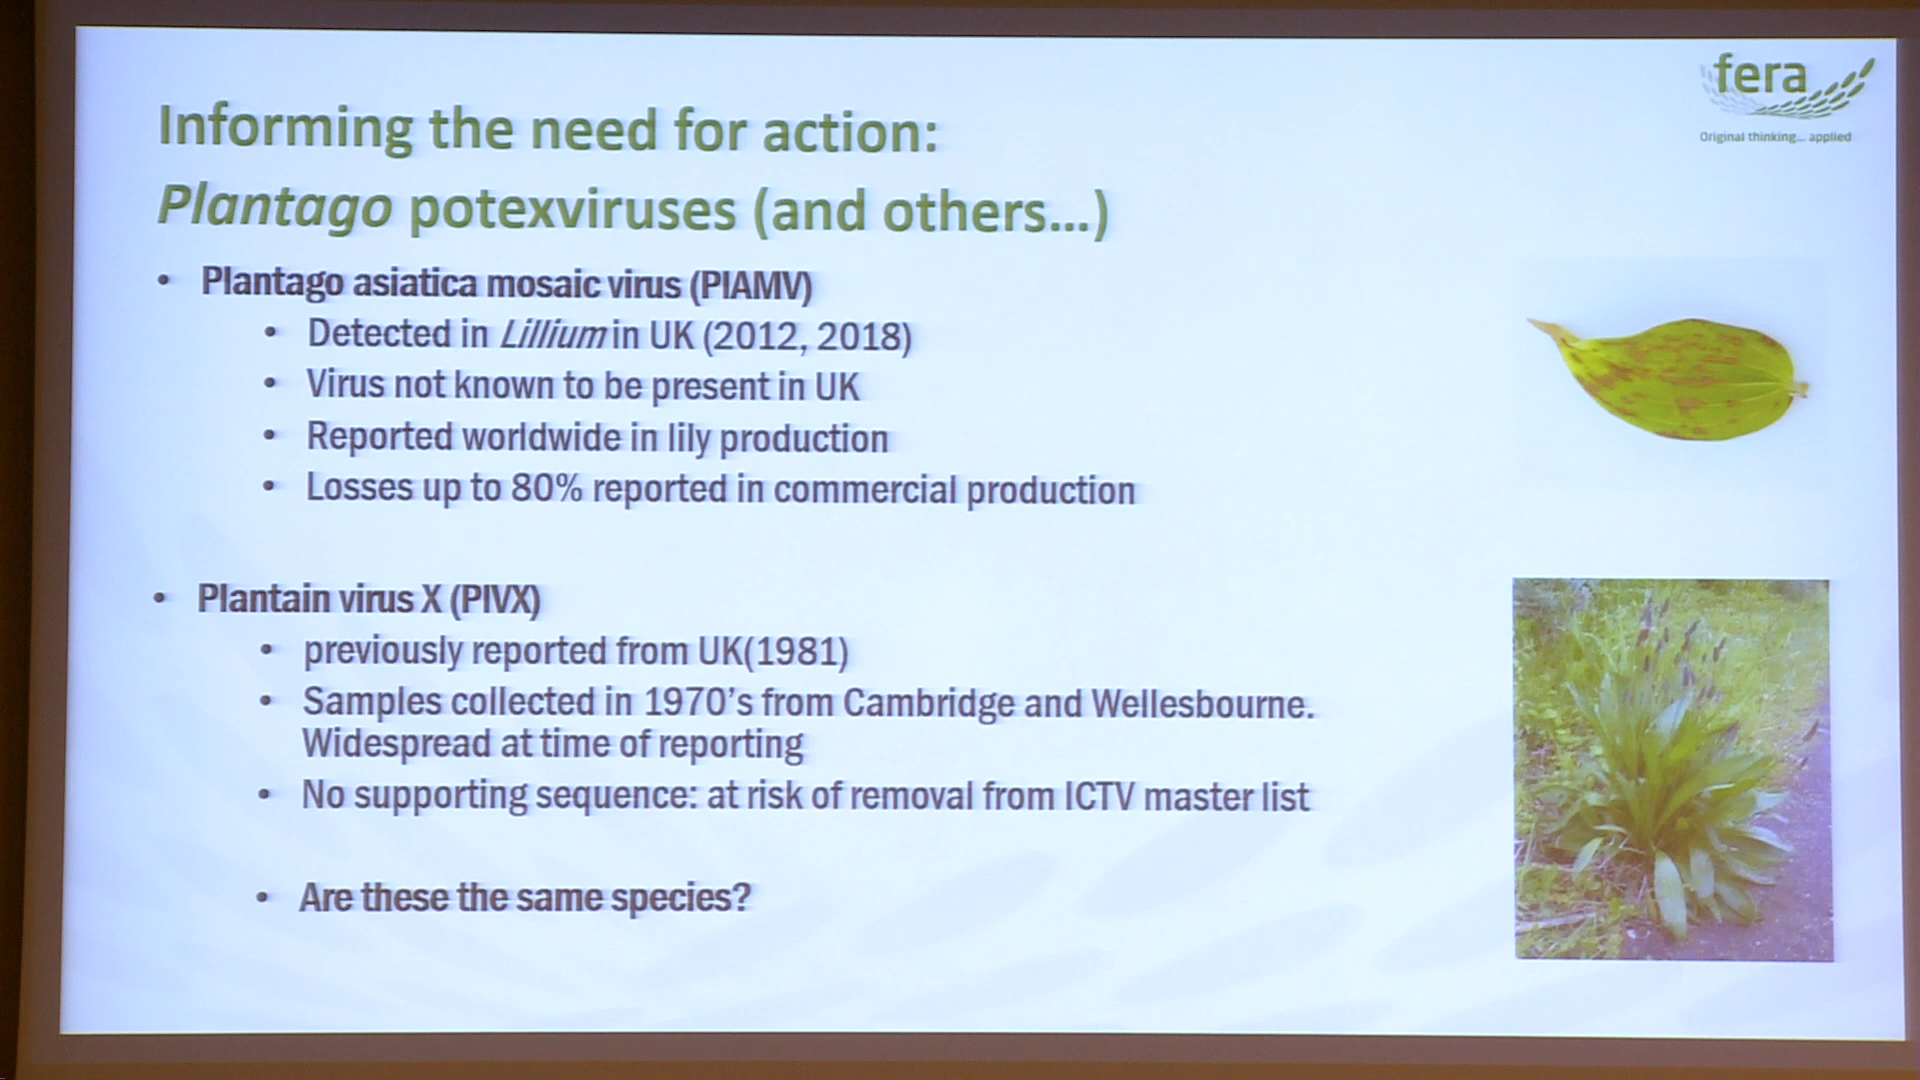 fera
Original thinking... applied
Informing the need for action:
Plantago potexviruses (and others...)
• Plantago asiatica mosaic virus (PlAMV)
• Detected in Lillium in UK (2012, 2018)
• Virus not known to be present in UK
• Reported worldwide in lily production
• Losses up to 80% reported in commercial production
• Plantain virus X (PlVX)
• previously reported from UK(1981)
• Samples collected in 1970’s from Cambridge and Wellesbourne.
Widespread at time of reporting
• No supporting sequence: at risk of removal from ICTV master list
• Are these the same species?